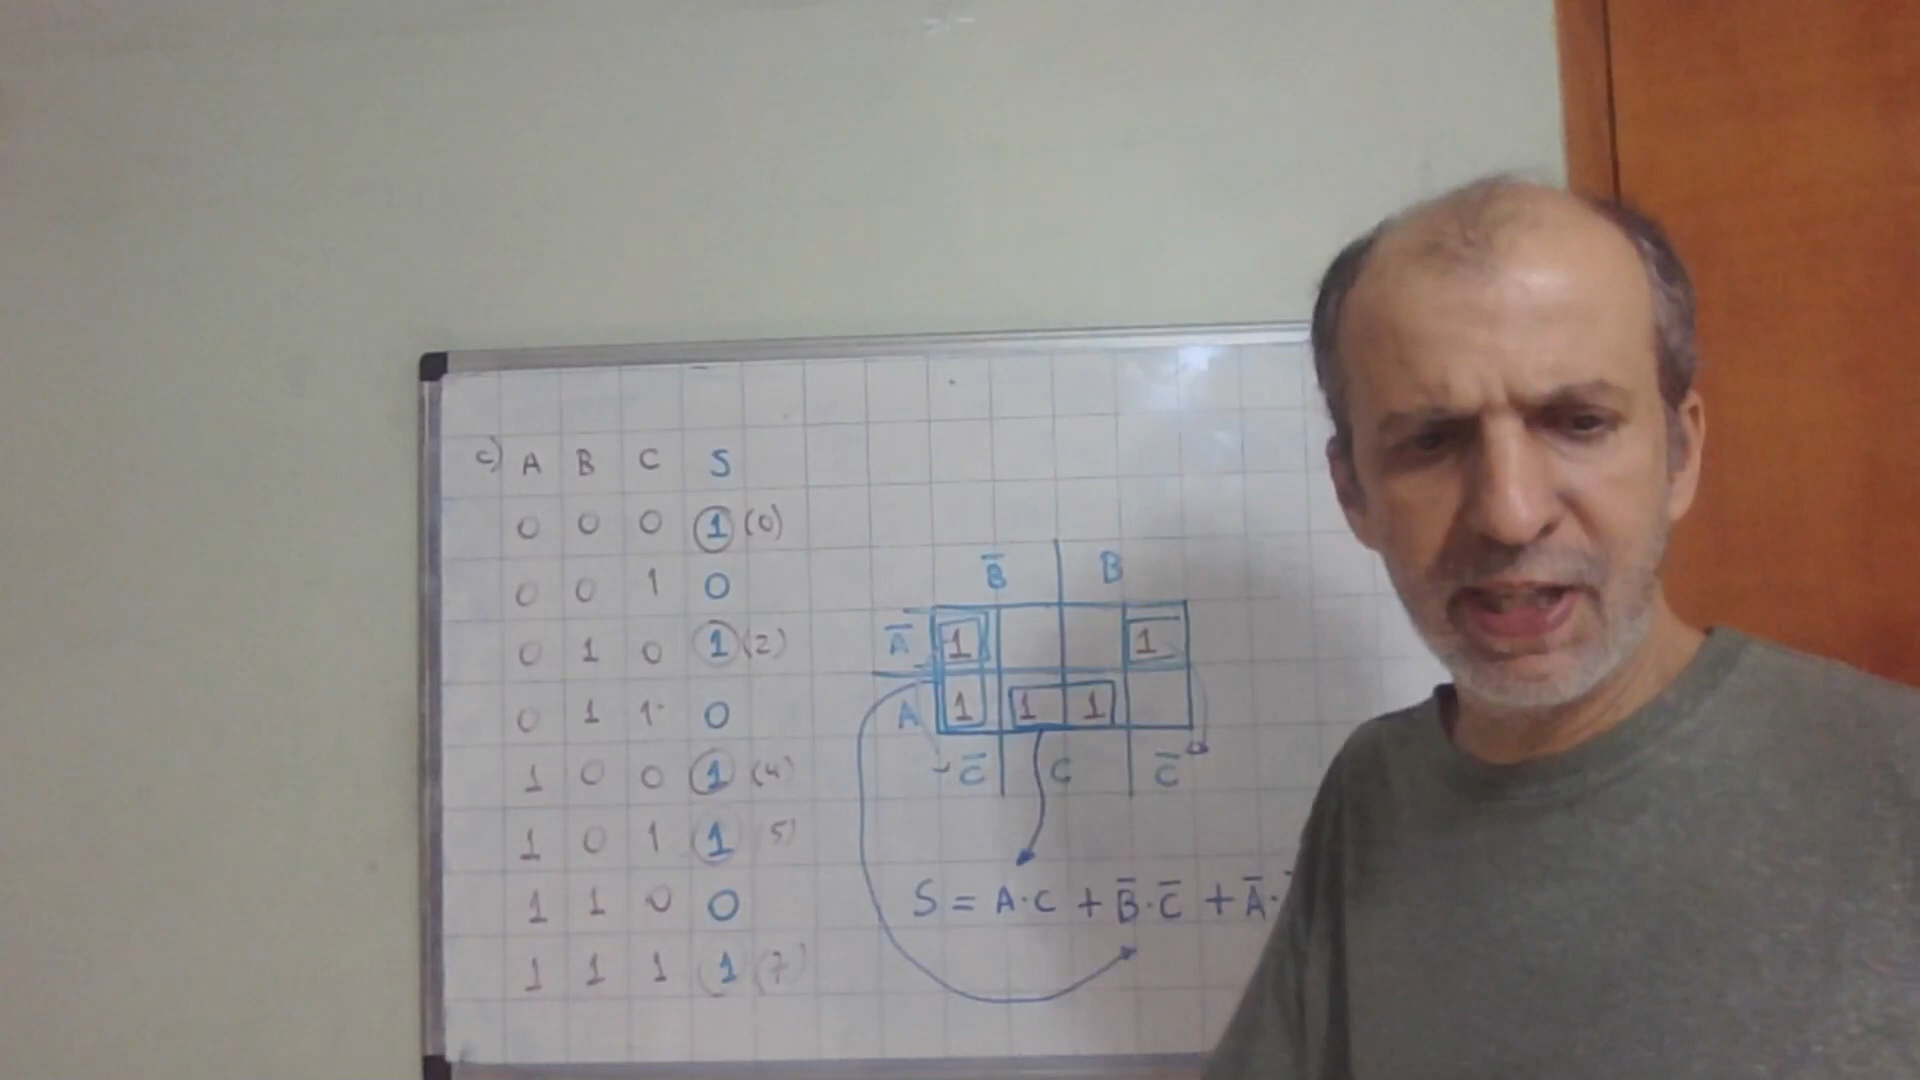 c) A B C S
0 0 0 1 (0)
0 0 1 0
0 1 0 1 (2)
0 1 1 0
1 0 0 1 (4)
1 0 1 1 (5)
1 1 0 0
1 1 1 1 (7)
B̅ B
A̅ 1 1
A 1 1 1
C̅ C C̅
S = A·C + B̅·C̅ + A̅·